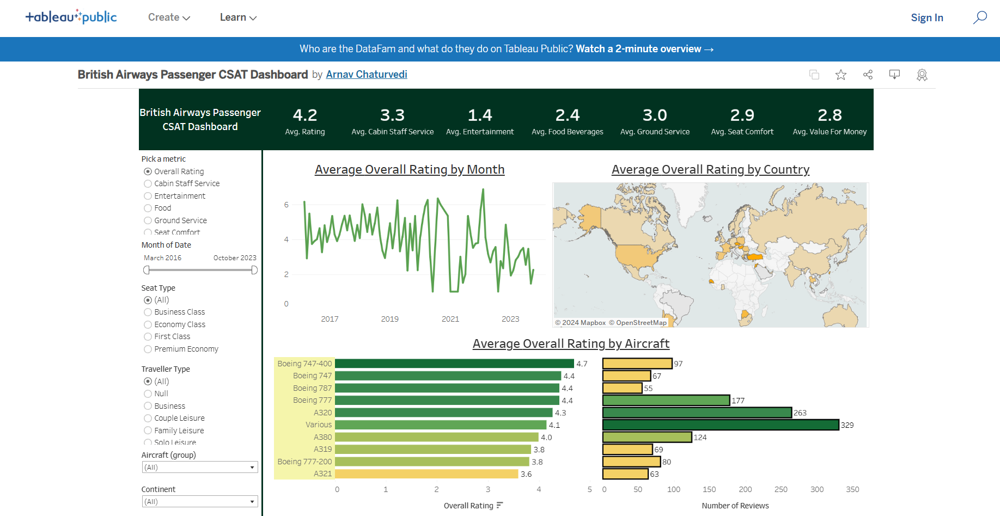 +ableau public
Create
Learn
Sign In
Who are the DataFam and what do they do on Tableau Public? Watch a 2-minute overview →
British Airways Passenger CSAT Dashboard by Arnav Chaturvedi
British Airways Passenger
CSAT Dashboard
4.2
Avg. Rating
3.3
Avg. Cabin Staff Service
1.4
Avg. Entertainment
2.4
Avg. Food Beverages
3.0
Avg. Ground Service
2.9
Avg. Seat Comfort
2.8
Avg. Value For Money
Pick a metric
Overall Rating
Cabin Staff Service
Entertainment
Food
Ground Service
Seat Comfort
Month of Date
March 2016 October 2023
Seat Type
(All)
Business Class
Economy Class
First Class
Premium Economy
Traveller Type
(All)
Null
Business
Couple Leisure
Family Leisure
Solo Leisure
Aircraft (group)
(All)
Continent
(All)
Average Overall Rating by Month
6
4
2
0
2017 2019 2021 2023
Average Overall Rating by Country
© 2024 Mapbox © OpenStreetMap
Average Overall Rating by Aircraft
Boeing 747-400 4.7 97
Boeing 747 4.4 67
Boeing 787 4.4 55
Boeing 777 4.4 177
A320 4.3 263
Various 4.1 329
A380 4.0 124
A319 3.8 69
Boeing 777-200 3.8 80
A321 3.6 63
0 1 2 3 4 5 0 50 100 150 200 250 300 350
Overall Rating Number of Reviews